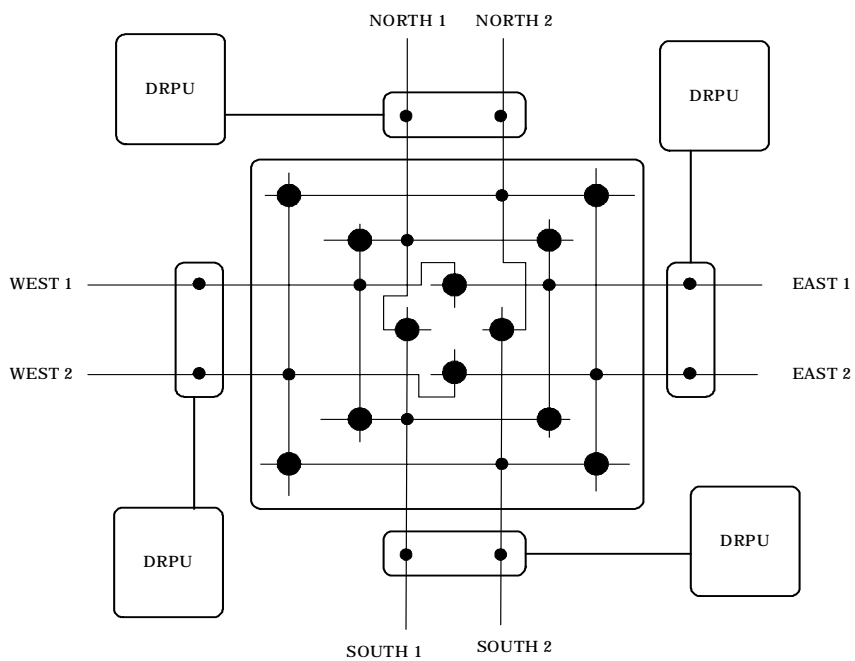 NORTH 1
NORTH 2
DRPU
DRPU
WEST 1
EAST 1
WEST 2
EAST 2
DRPU
DRPU
SOUTH 1
SOUTH 2